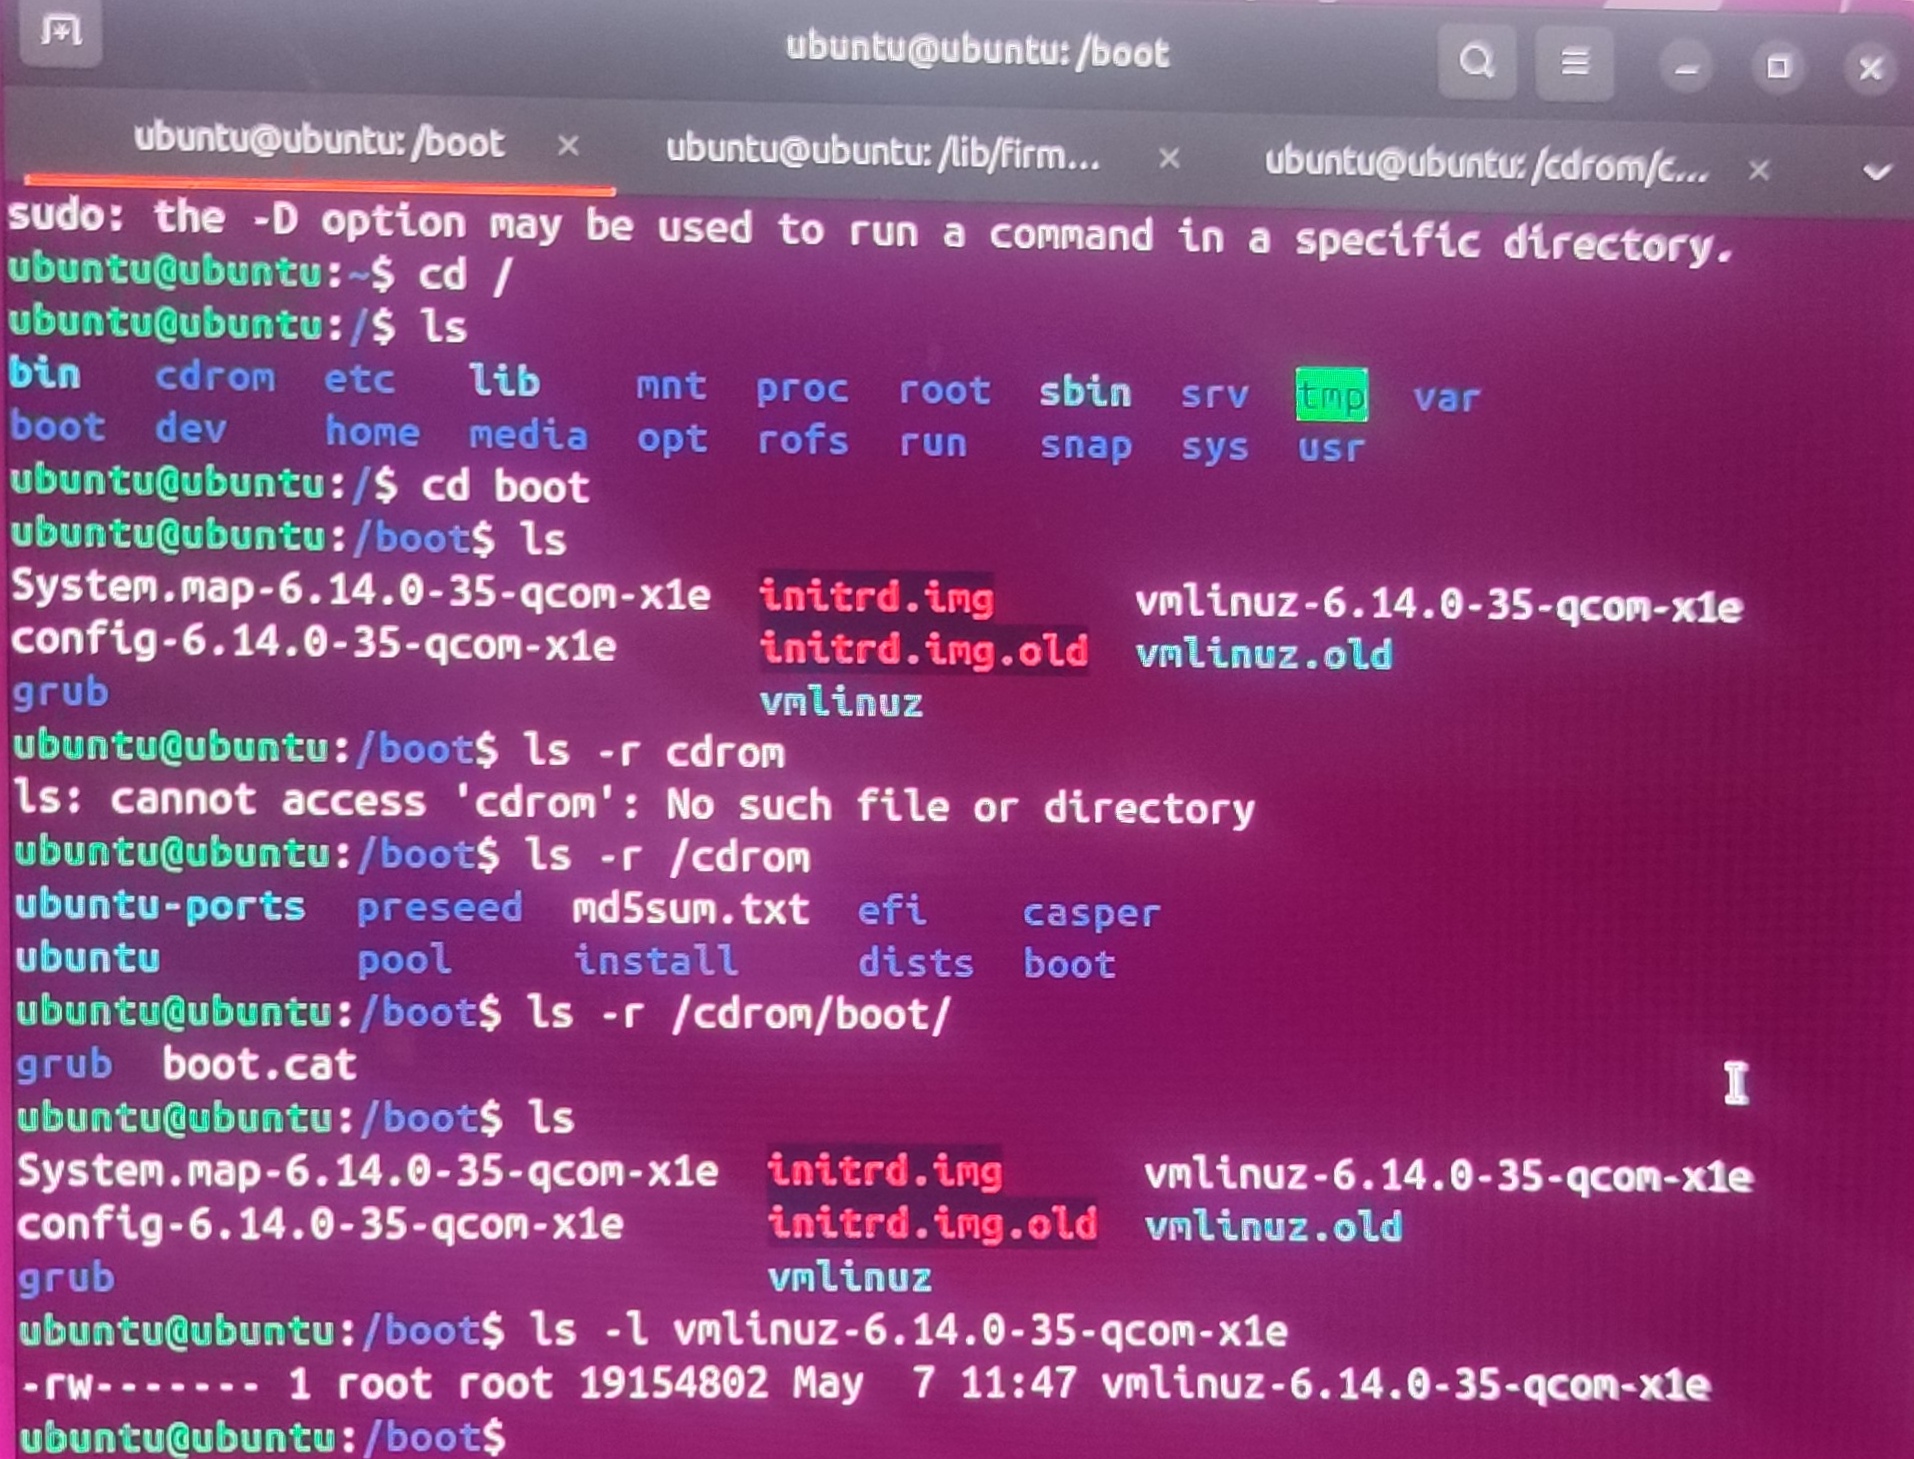 ubuntu@ubuntu: /boot
ubuntu@ubuntu: /boot ubuntu@ubuntu: /lib/firm... ubuntu@ubuntu: /cdrom/c...
sudo: the -D option may be used to run a command in a specific directory.
ubuntu@ubuntu:~$ cd /
ubuntu@ubuntu:/$ ls
bin cdrom etc lib mnt proc root sbin srv tmp var
boot dev home media opt rofs run snap sys usr
ubuntu@ubuntu:/$ cd boot
ubuntu@ubuntu:/boot$ ls
System.map-6.14.0-35-qcom-x1e initrd.img vmlinuz-6.14.0-35-qcom-x1e
config-6.14.0-35-qcom-x1e initrd.img.old vmlinuz.old
grub vmlinuz
ubuntu@ubuntu:/boot$ ls -r cdrom
ls: cannot access 'cdrom': No such file or directory
ubuntu@ubuntu:/boot$ ls -r /cdrom
ubuntu-ports preseed md5sum.txt efi casper
ubuntu pool install dists boot
ubuntu@ubuntu:/boot$ ls -r /cdrom/boot/
grub boot.cat
ubuntu@ubuntu:/boot$ ls
System.map-6.14.0-35-qcom-x1e initrd.img vmlinuz-6.14.0-35-qcom-x1e
config-6.14.0-35-qcom-x1e initrd.img.old vmlinuz.old
grub vmlinuz
ubuntu@ubuntu:/boot$ ls -l vmlinuz-6.14.0-35-qcom-x1e
-rw------- 1 root root 19154802 May  7 11:47 vmlinuz-6.14.0-35-qcom-x1e
ubuntu@ubuntu:/boot$